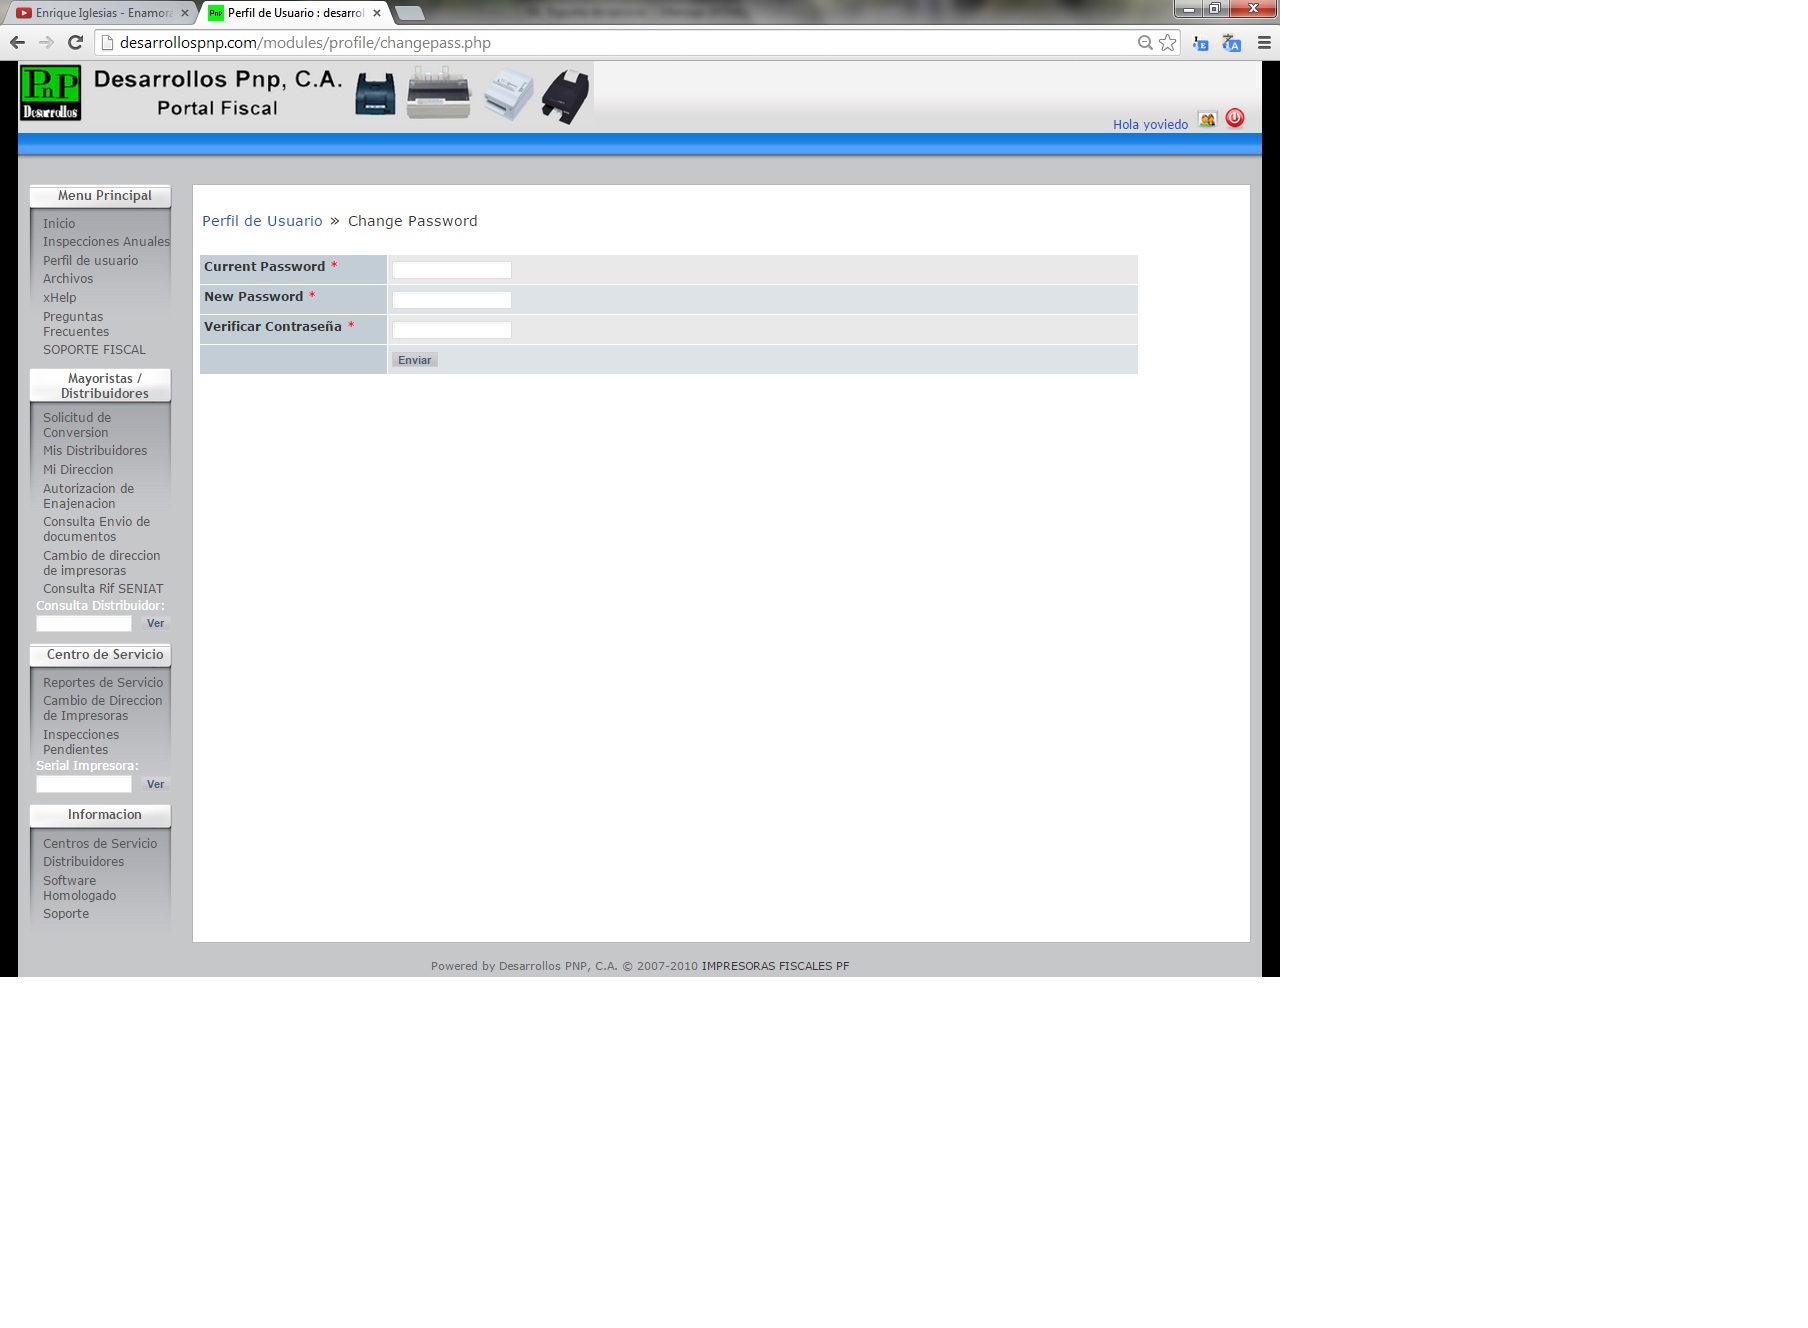 Enrique Iglesias - Enamora
Perfil de Usuario : desarrol
desarrollospnp.com/modules/profile/changepass.php
PnP
Desarrollos
Desarrollos Pnp, C.A.
Portal Fiscal
Hola yoviedo
Menu Principal
Inicio
Inspecciones Anuales
Perfil de usuario
Archivos
xHelp
Preguntas
Frecuentes
SOPORTE FISCAL
Mayoristas /
Distribuidores
Solicitud de
Conversion
Mis Distribuidores
Mi Direccion
Autorizacion de
Enajenacion
Consulta Envio de
documentos
Cambio de direccion
de impresoras
Consulta Rif SENIAT
Consulta Distribuidor:
Ver
Centro de Servicio
Reportes de Servicio
Cambio de Direccion
de Impresoras
Inspecciones
Pendientes
Serial Impresora:
Ver
Informacion
Centros de Servicio
Distribuidores
Software
Homologado
Soporte
Perfil de Usuario » Change Password
Current Password *
New Password *
Verificar Contraseña *
Enviar
Powered by Desarrollos PNP, C.A. © 2007-2010 IMPRESORAS FISCALES PF